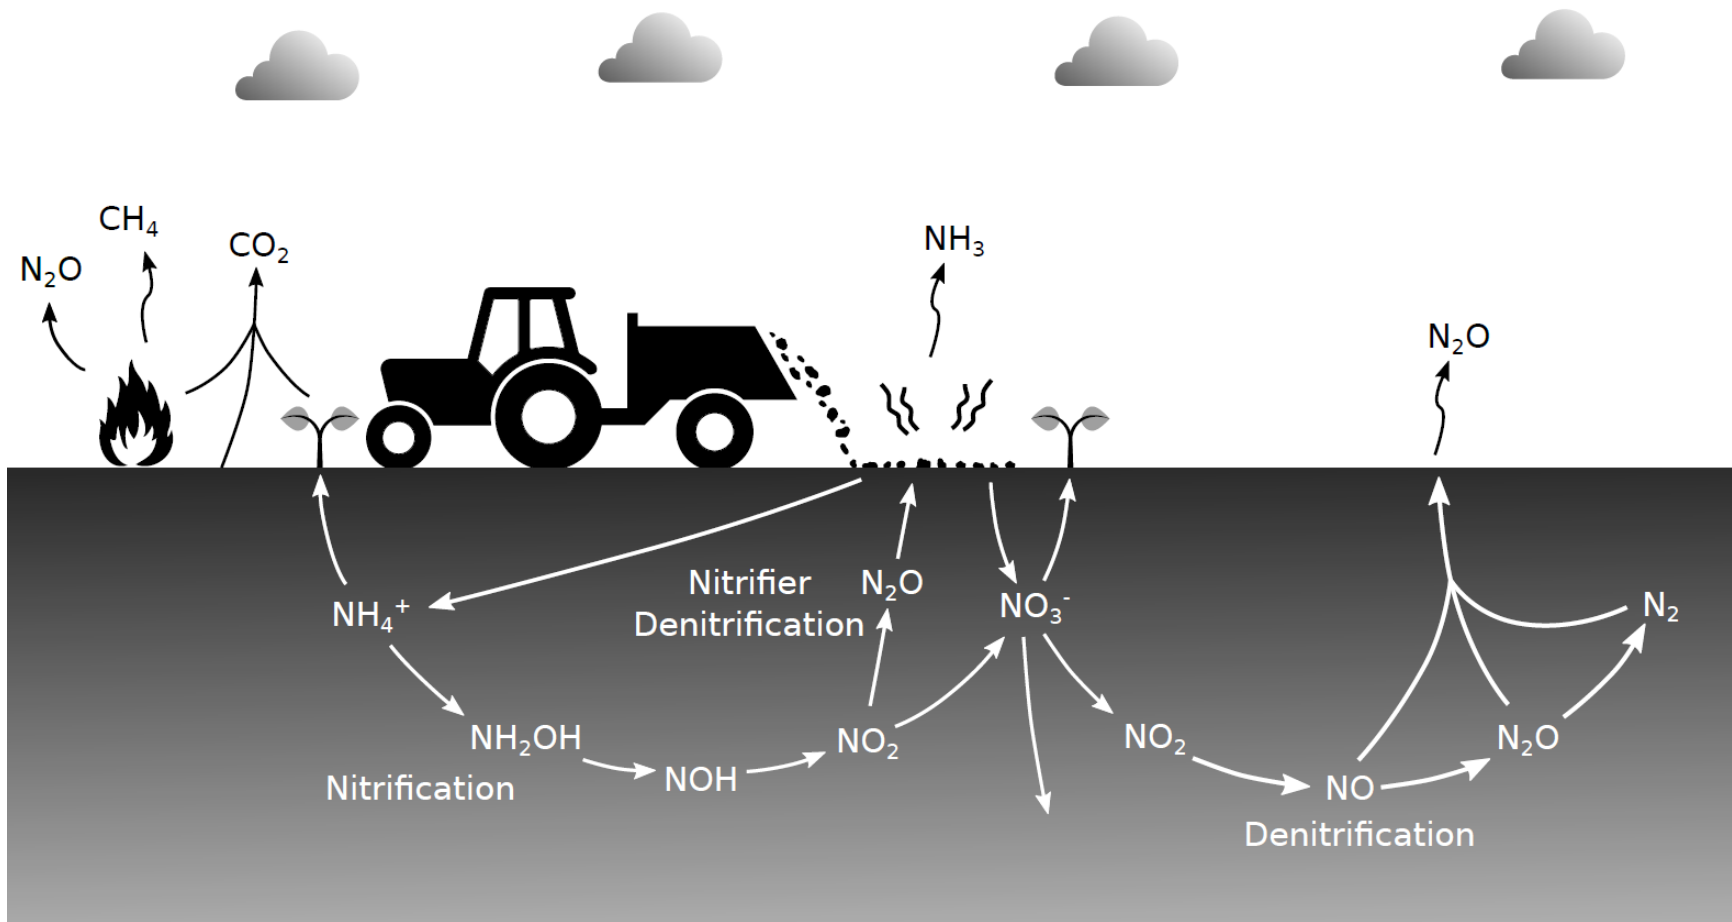 CH₄
CO₂
N₂O
NH₃
N₂O
Nitrifier
Denitrification
N₂O
NH₄⁺
NO₃⁻
N₂
NH₂OH
NOH
NO₂
NO₂
NO
N₂O
Nitrification
Denitrification